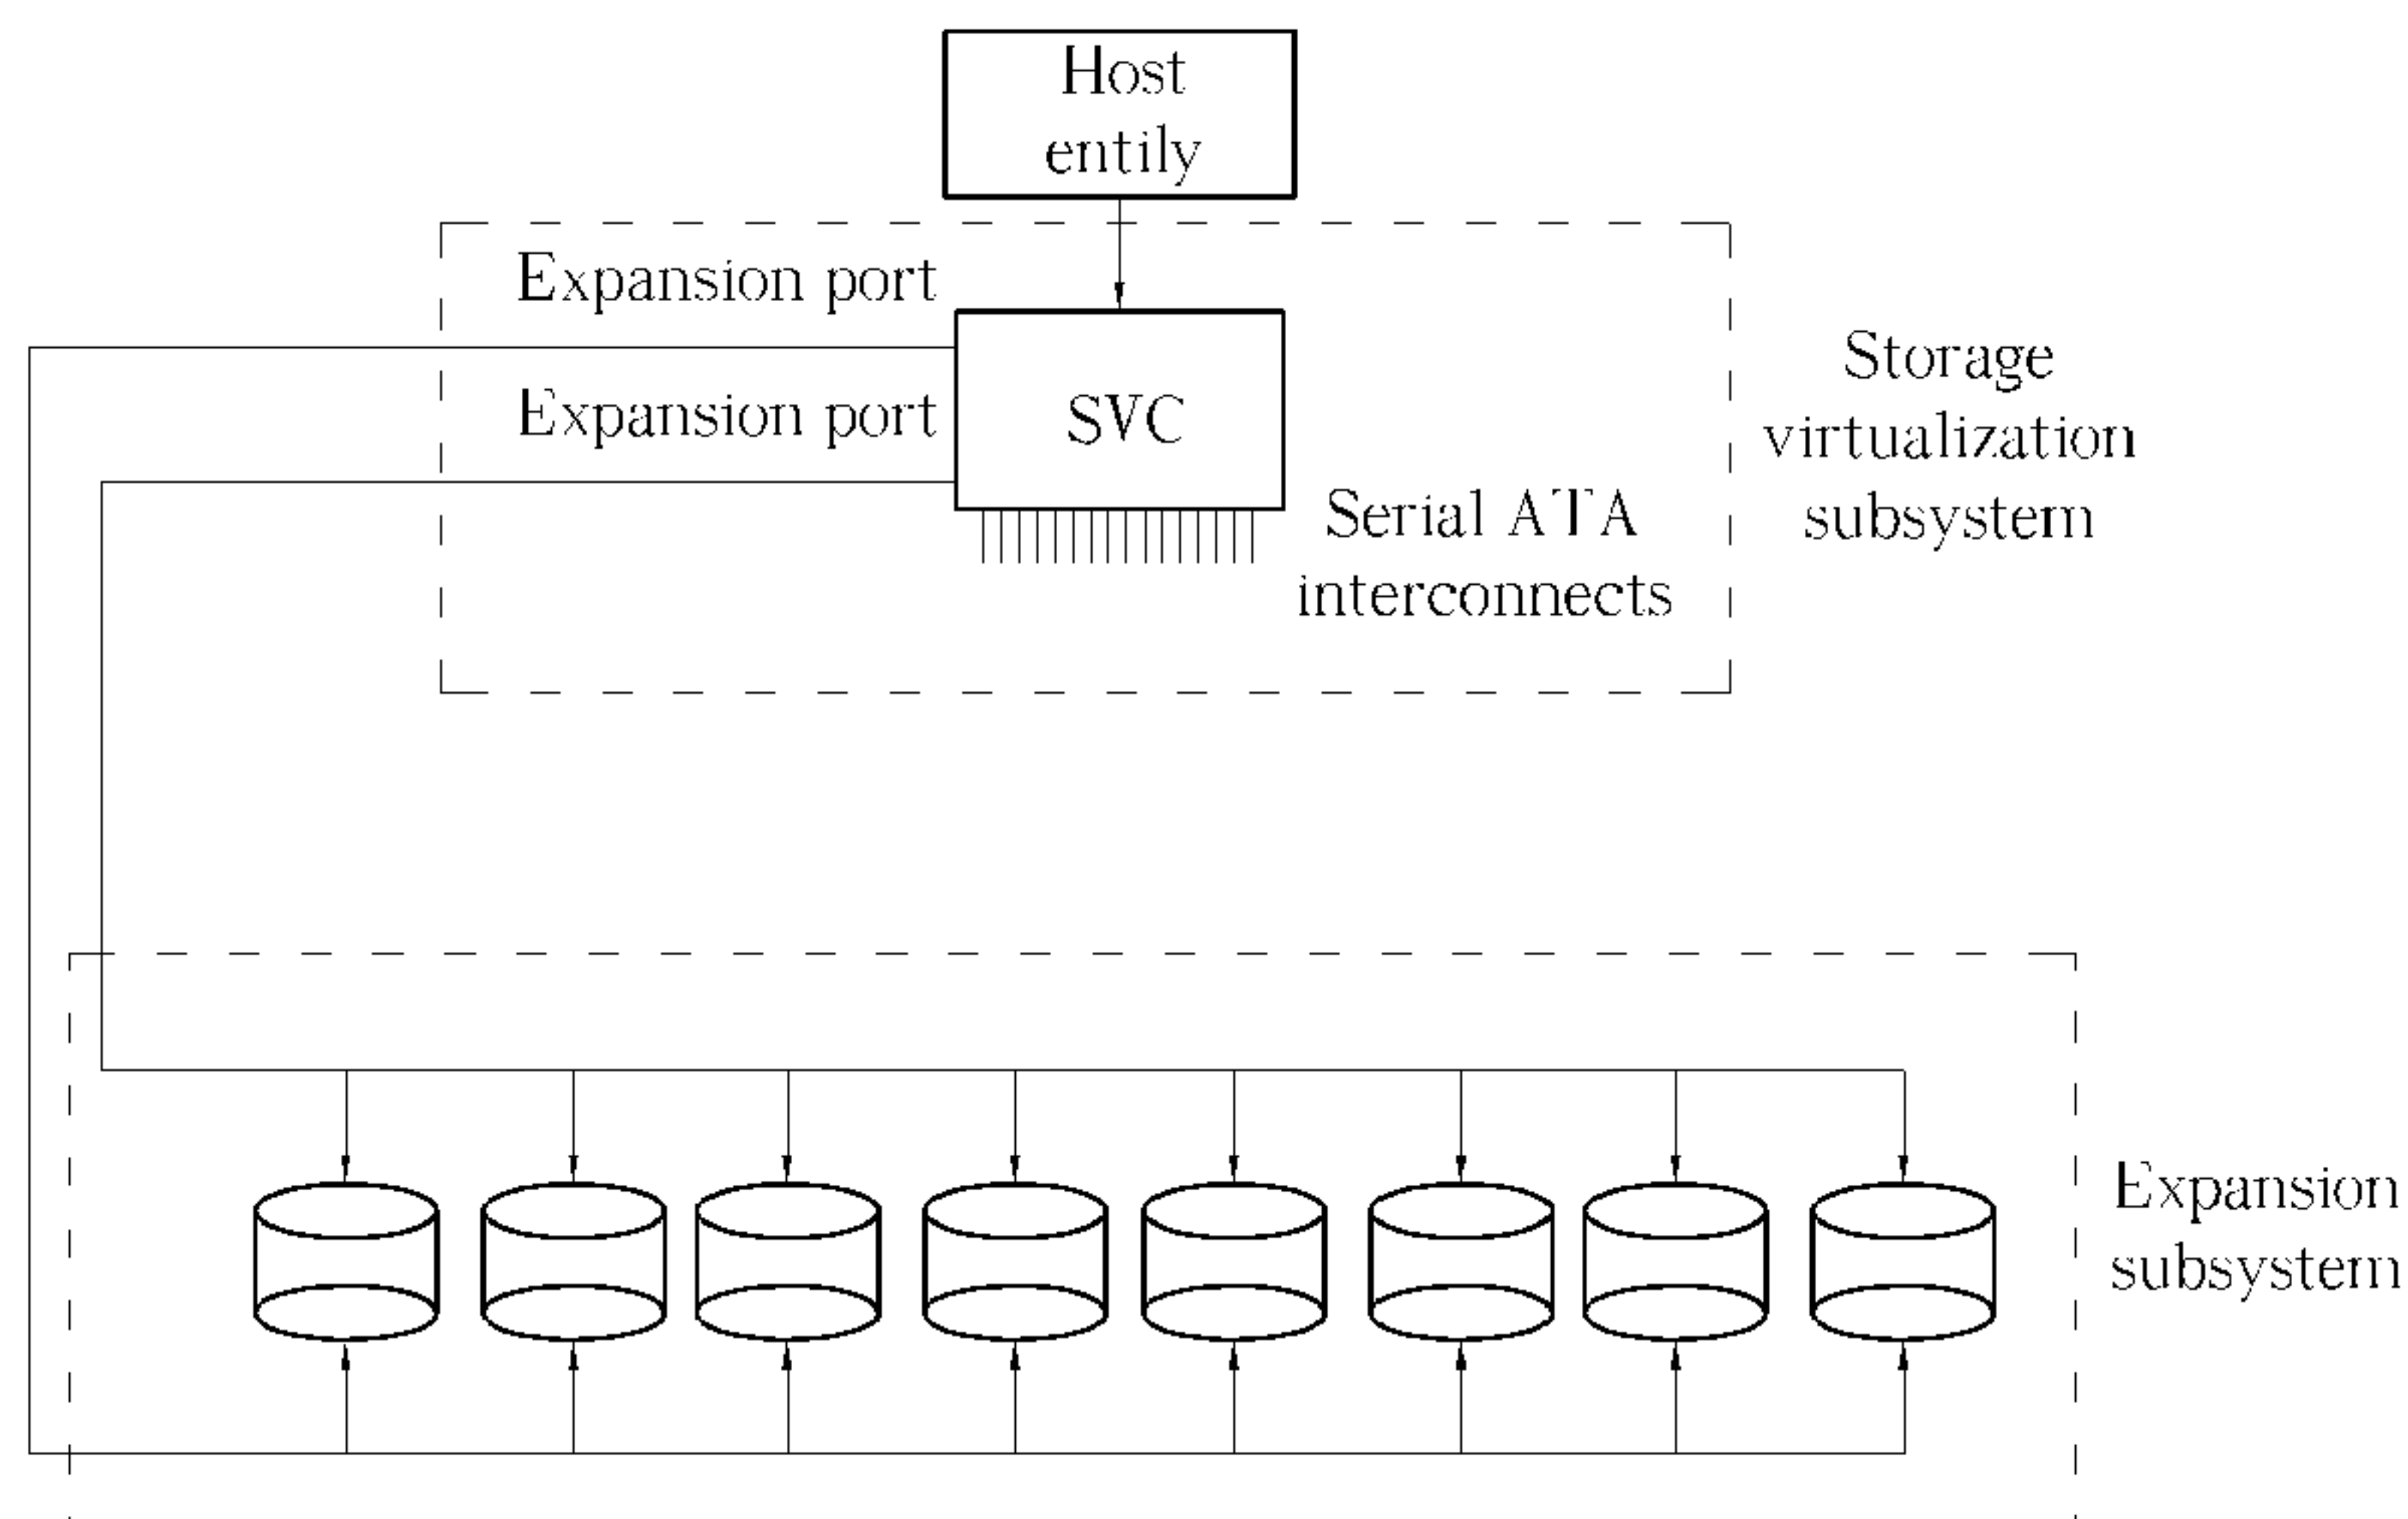 Host
entily
Expansion port
Expansion port
SVC
Serial ATA
interconnects
Storage
virtualization
subsystem
Expansion
subsystem